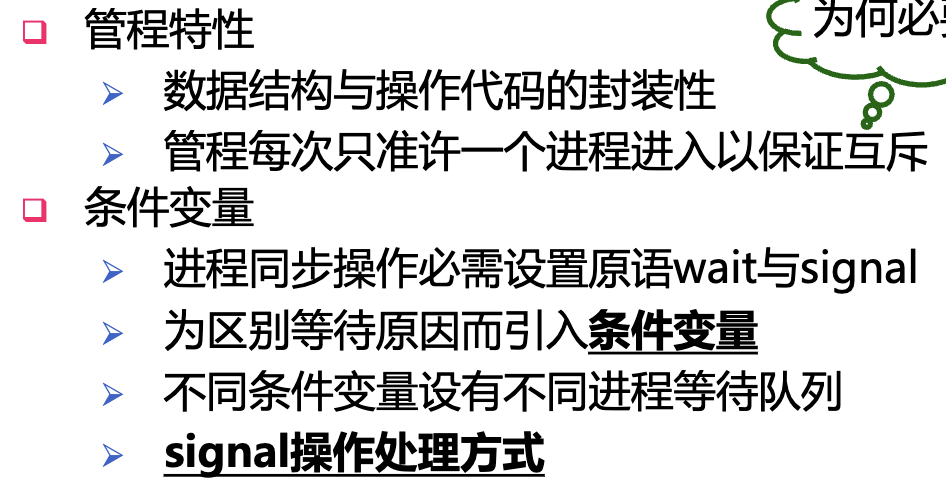 为何必
管程特性
数据结构与操作代码的封装性
管程每次只准许一个进程进入以保证互斥
条件变量
进程同步操作必需设置原语wait与signal
为区别等待原因而引入条件变量
不同条件变量设有不同进程等待队列
signal操作处理方式